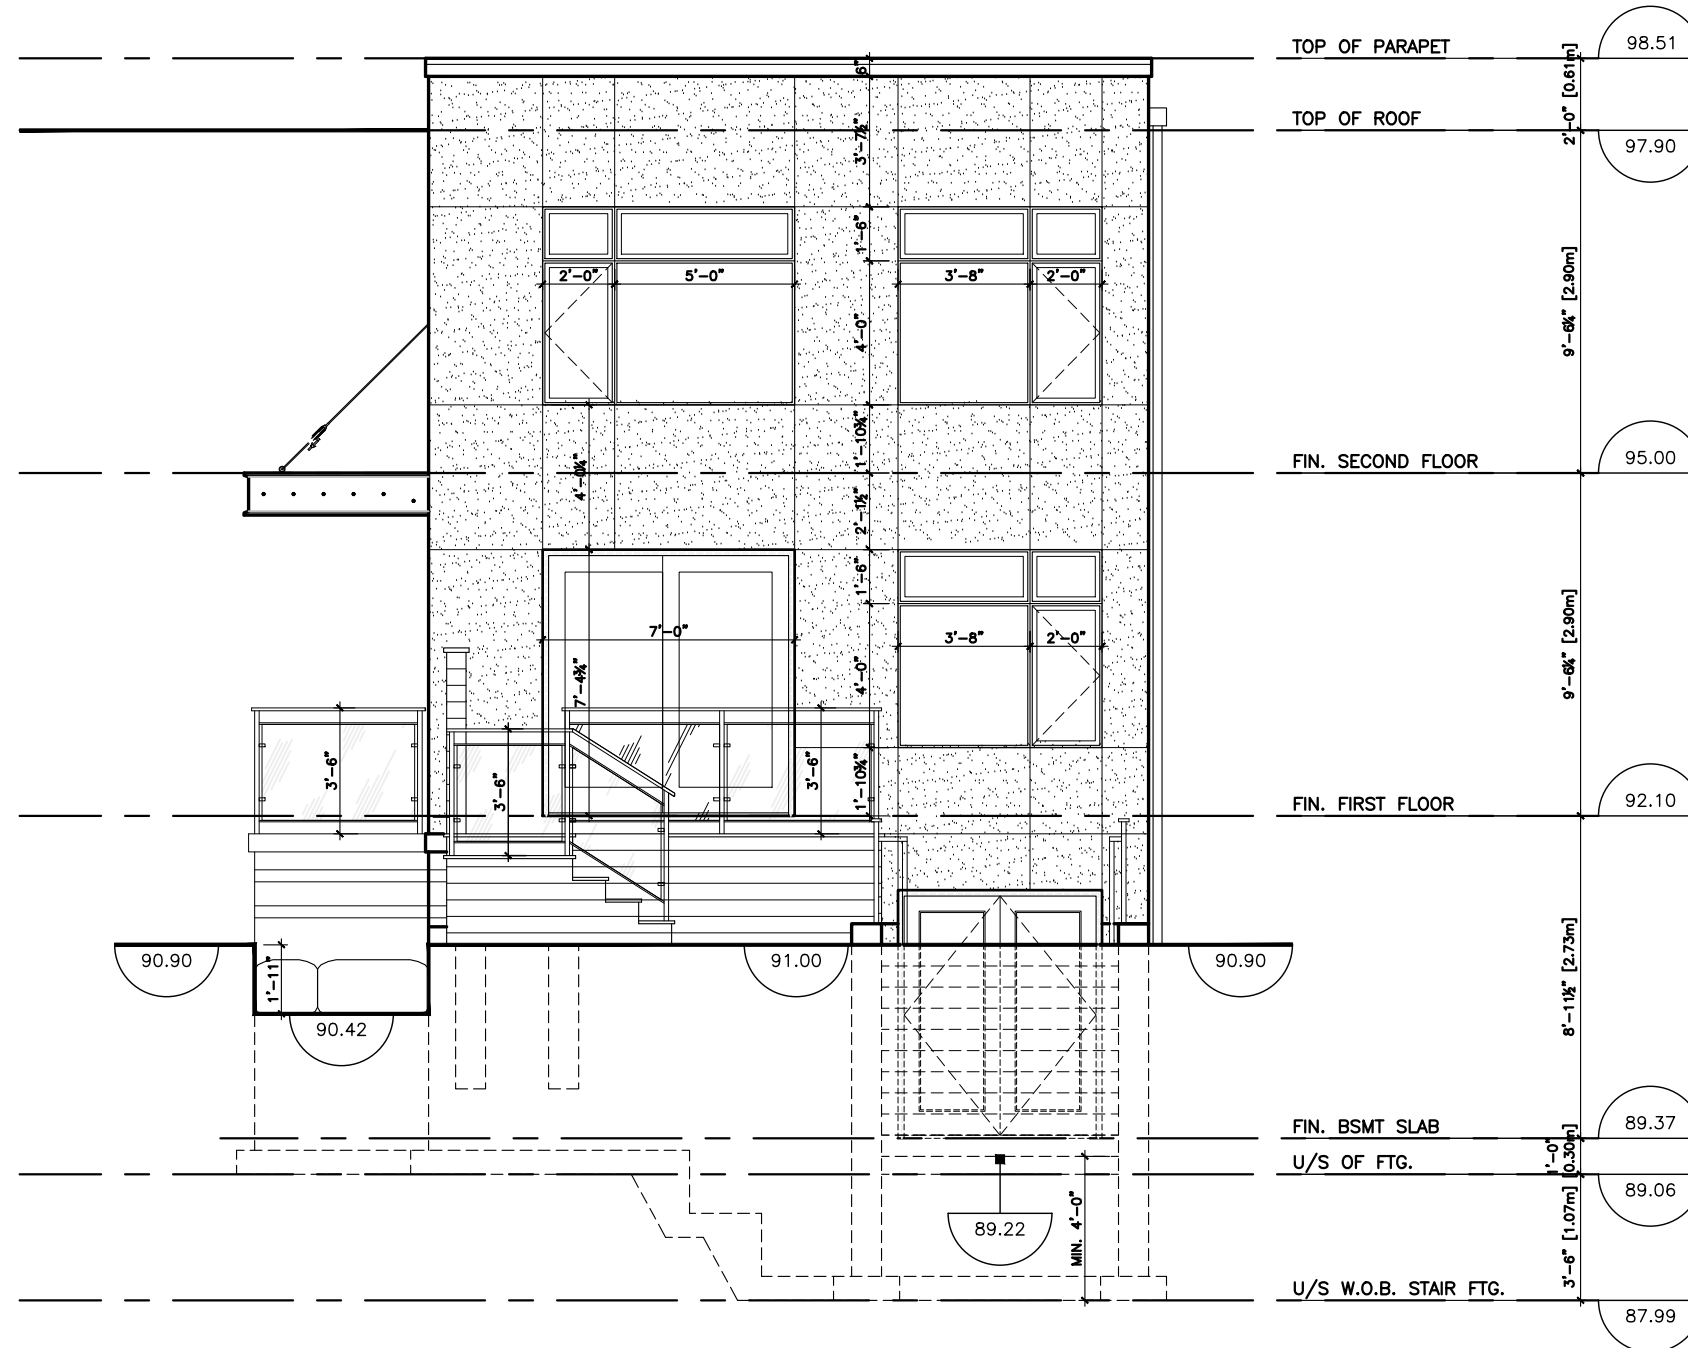 TOP OF PARAPET
98.51
2'-0" [0.61m]
6"
TOP OF ROOF
97.90
3'-7½"
1'-6"
2'-0"
5'-0"
3'-8"
2'-0"
9'-6¼" [2.90m]
4'-0"
1'-10¾"
FIN. SECOND FLOOR
95.00
4'-0¼"
2'-1½"
1'-6"
7'-0"
3'-8"
2'-0"
9'-6¼" [2.90m]
7'-4¾"
4'-0"
3'-6"
3'-6"
3'-6"
1'-10¾"
FIN. FIRST FLOOR
92.10
90.90
91.00
90.90
1'-11"
8'-11½" [2.73m]
90.42
FIN. BSMT SLAB
89.37
1'-0"
[0.30m]
U/S OF FTG.
89.06
89.22
MIN. 4'-0"
3'-6" [1.07m]
U/S W.O.B. STAIR FTG.
87.99